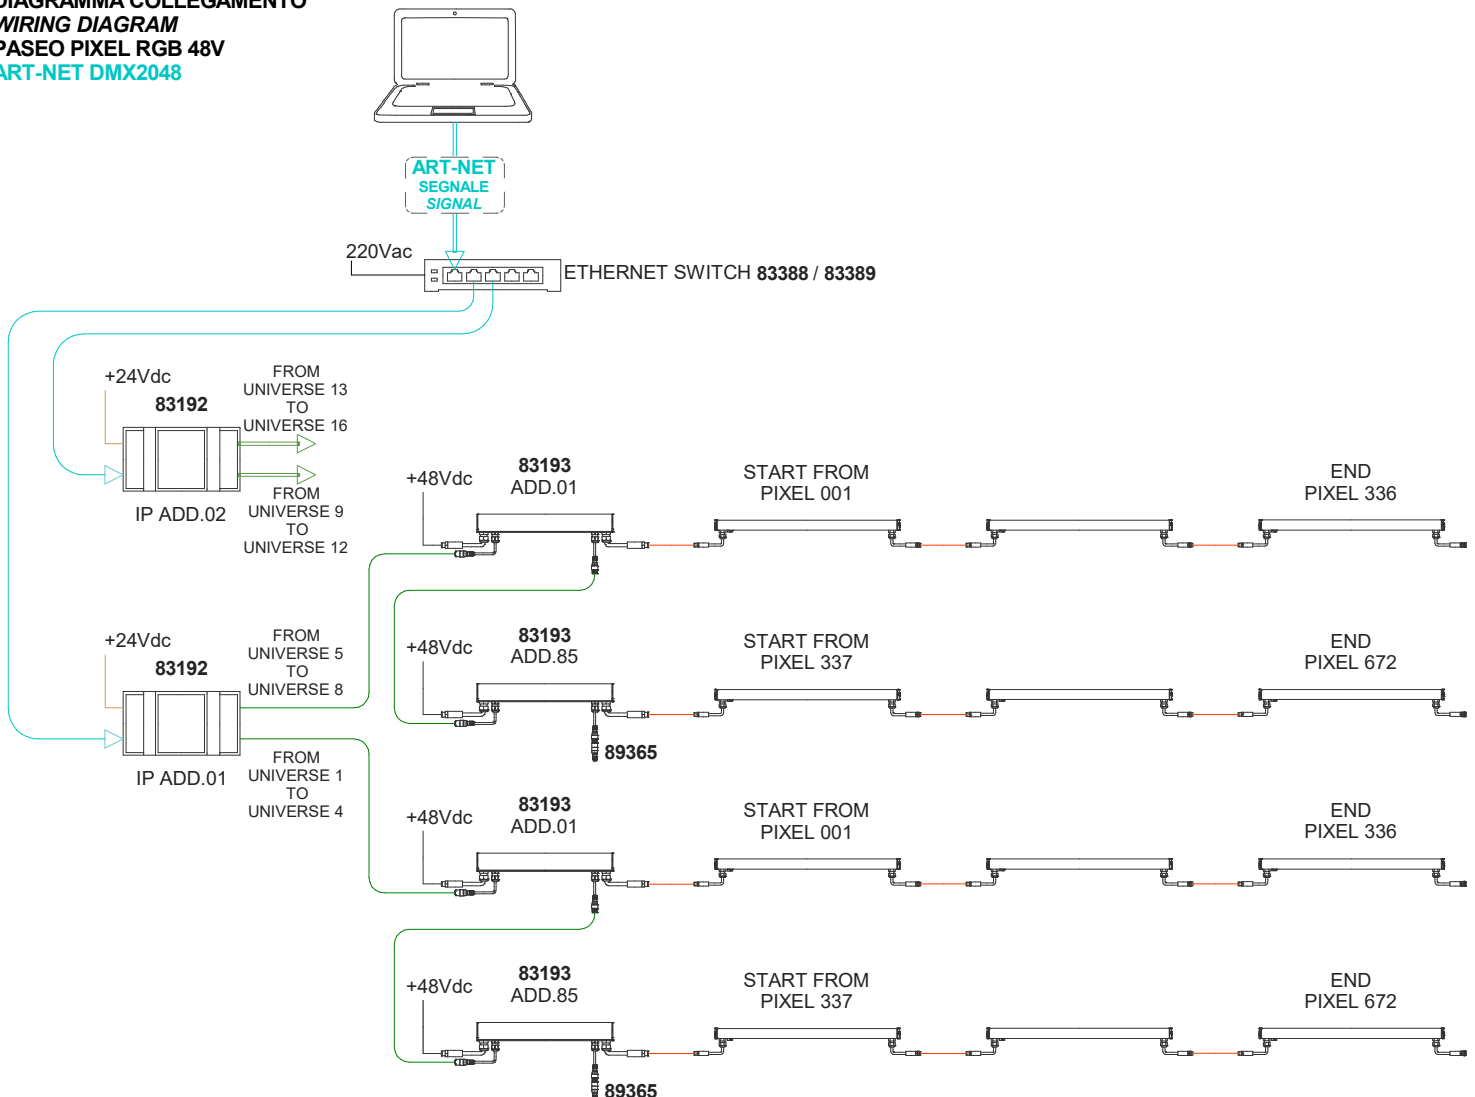 DIAGRAMMA COLLEGAMENTO
WIRING DIAGRAM
PASEO PIXEL RGB 48V
ART-NET DMX2048
ART-NET
SEGNALE
SIGNAL
220Vac
ETHERNET SWITCH 83388 / 83389
+24Vdc
83192
IP ADD.02
FROM
UNIVERSE 13
TO
UNIVERSE 16
FROM
UNIVERSE 9
TO
UNIVERSE 12
+48Vdc
83193
ADD.01
START FROM
PIXEL 001
END
PIXEL 336
+24Vdc
83192
IP ADD.01
FROM
UNIVERSE 5
TO
UNIVERSE 8
FROM
UNIVERSE 1
TO
UNIVERSE 4
+48Vdc
83193
ADD.85
START FROM
PIXEL 337
END
PIXEL 672
89365
+48Vdc
83193
ADD.01
START FROM
PIXEL 001
END
PIXEL 336
+48Vdc
83193
ADD.85
START FROM
PIXEL 337
END
PIXEL 672
89365